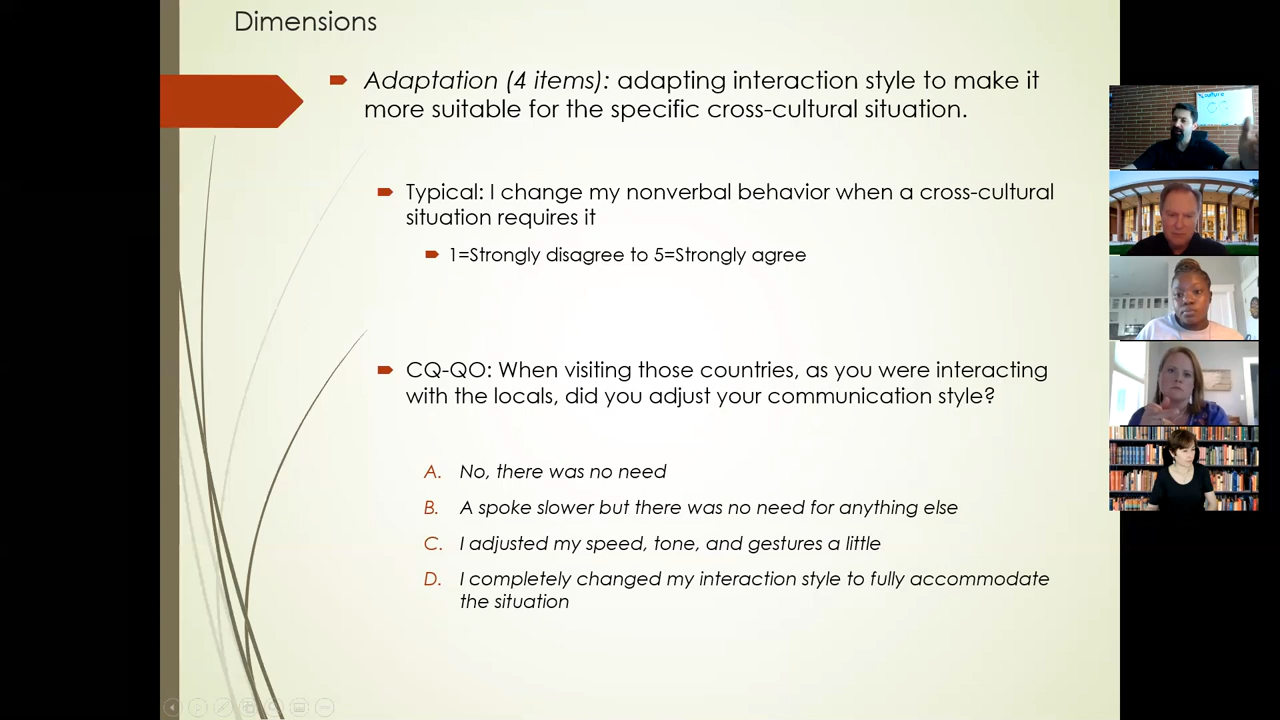 Dimensions
Adaptation (4 items): adapting interaction style to make it
more suitable for the specific cross-cultural situation.
Typical: I change my nonverbal behavior when a cross-cultural
situation requires it
1=Strongly disagree to 5=Strongly agree
CQ-QO: When visiting those countries, as you were interacting
with the locals, did you adjust your communication style?
A. No, there was no need
B. A spoke slower but there was no need for anything else
C. I adjusted my speed, tone, and gestures a little
D. I completely changed my interaction style to fully accommodate
the situation